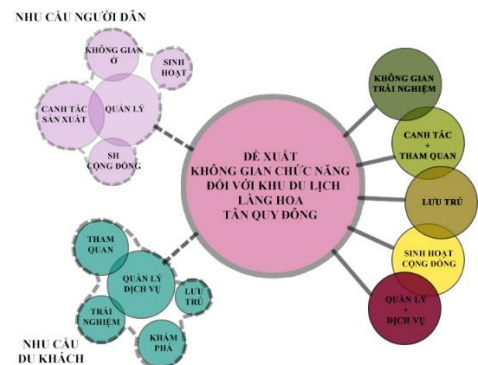 NHU CẦU NGƯỜI DÂN
KHÔNG GIAN
Ở
SINH
HOẠT
CANH TÁC
SẢN XUẤT
QUẢN LÝ
SH
CỘNG ĐỒNG
ĐỀ XUẤT
KHÔNG GIAN CHỨC NĂNG
ĐỐI VỚI KHU DU LỊCH
LÀNG HOA
TÂN QUY ĐÔNG
KHÔNG GIAN
TRẢI NGHIỆM
CANH TÁC
+
THAM QUAN
LƯU TRÚ
SINH HOẠT
CỘNG ĐỒNG
QUẢN LÝ
+
DỊCH VỤ
THAM
QUAN
QUẢN LÝ
DỊCH VỤ
LƯU
TRÚ
TRẢI
NGHIỆM
KHÁM
PHÁ
NHU CẦU
DU KHÁCH